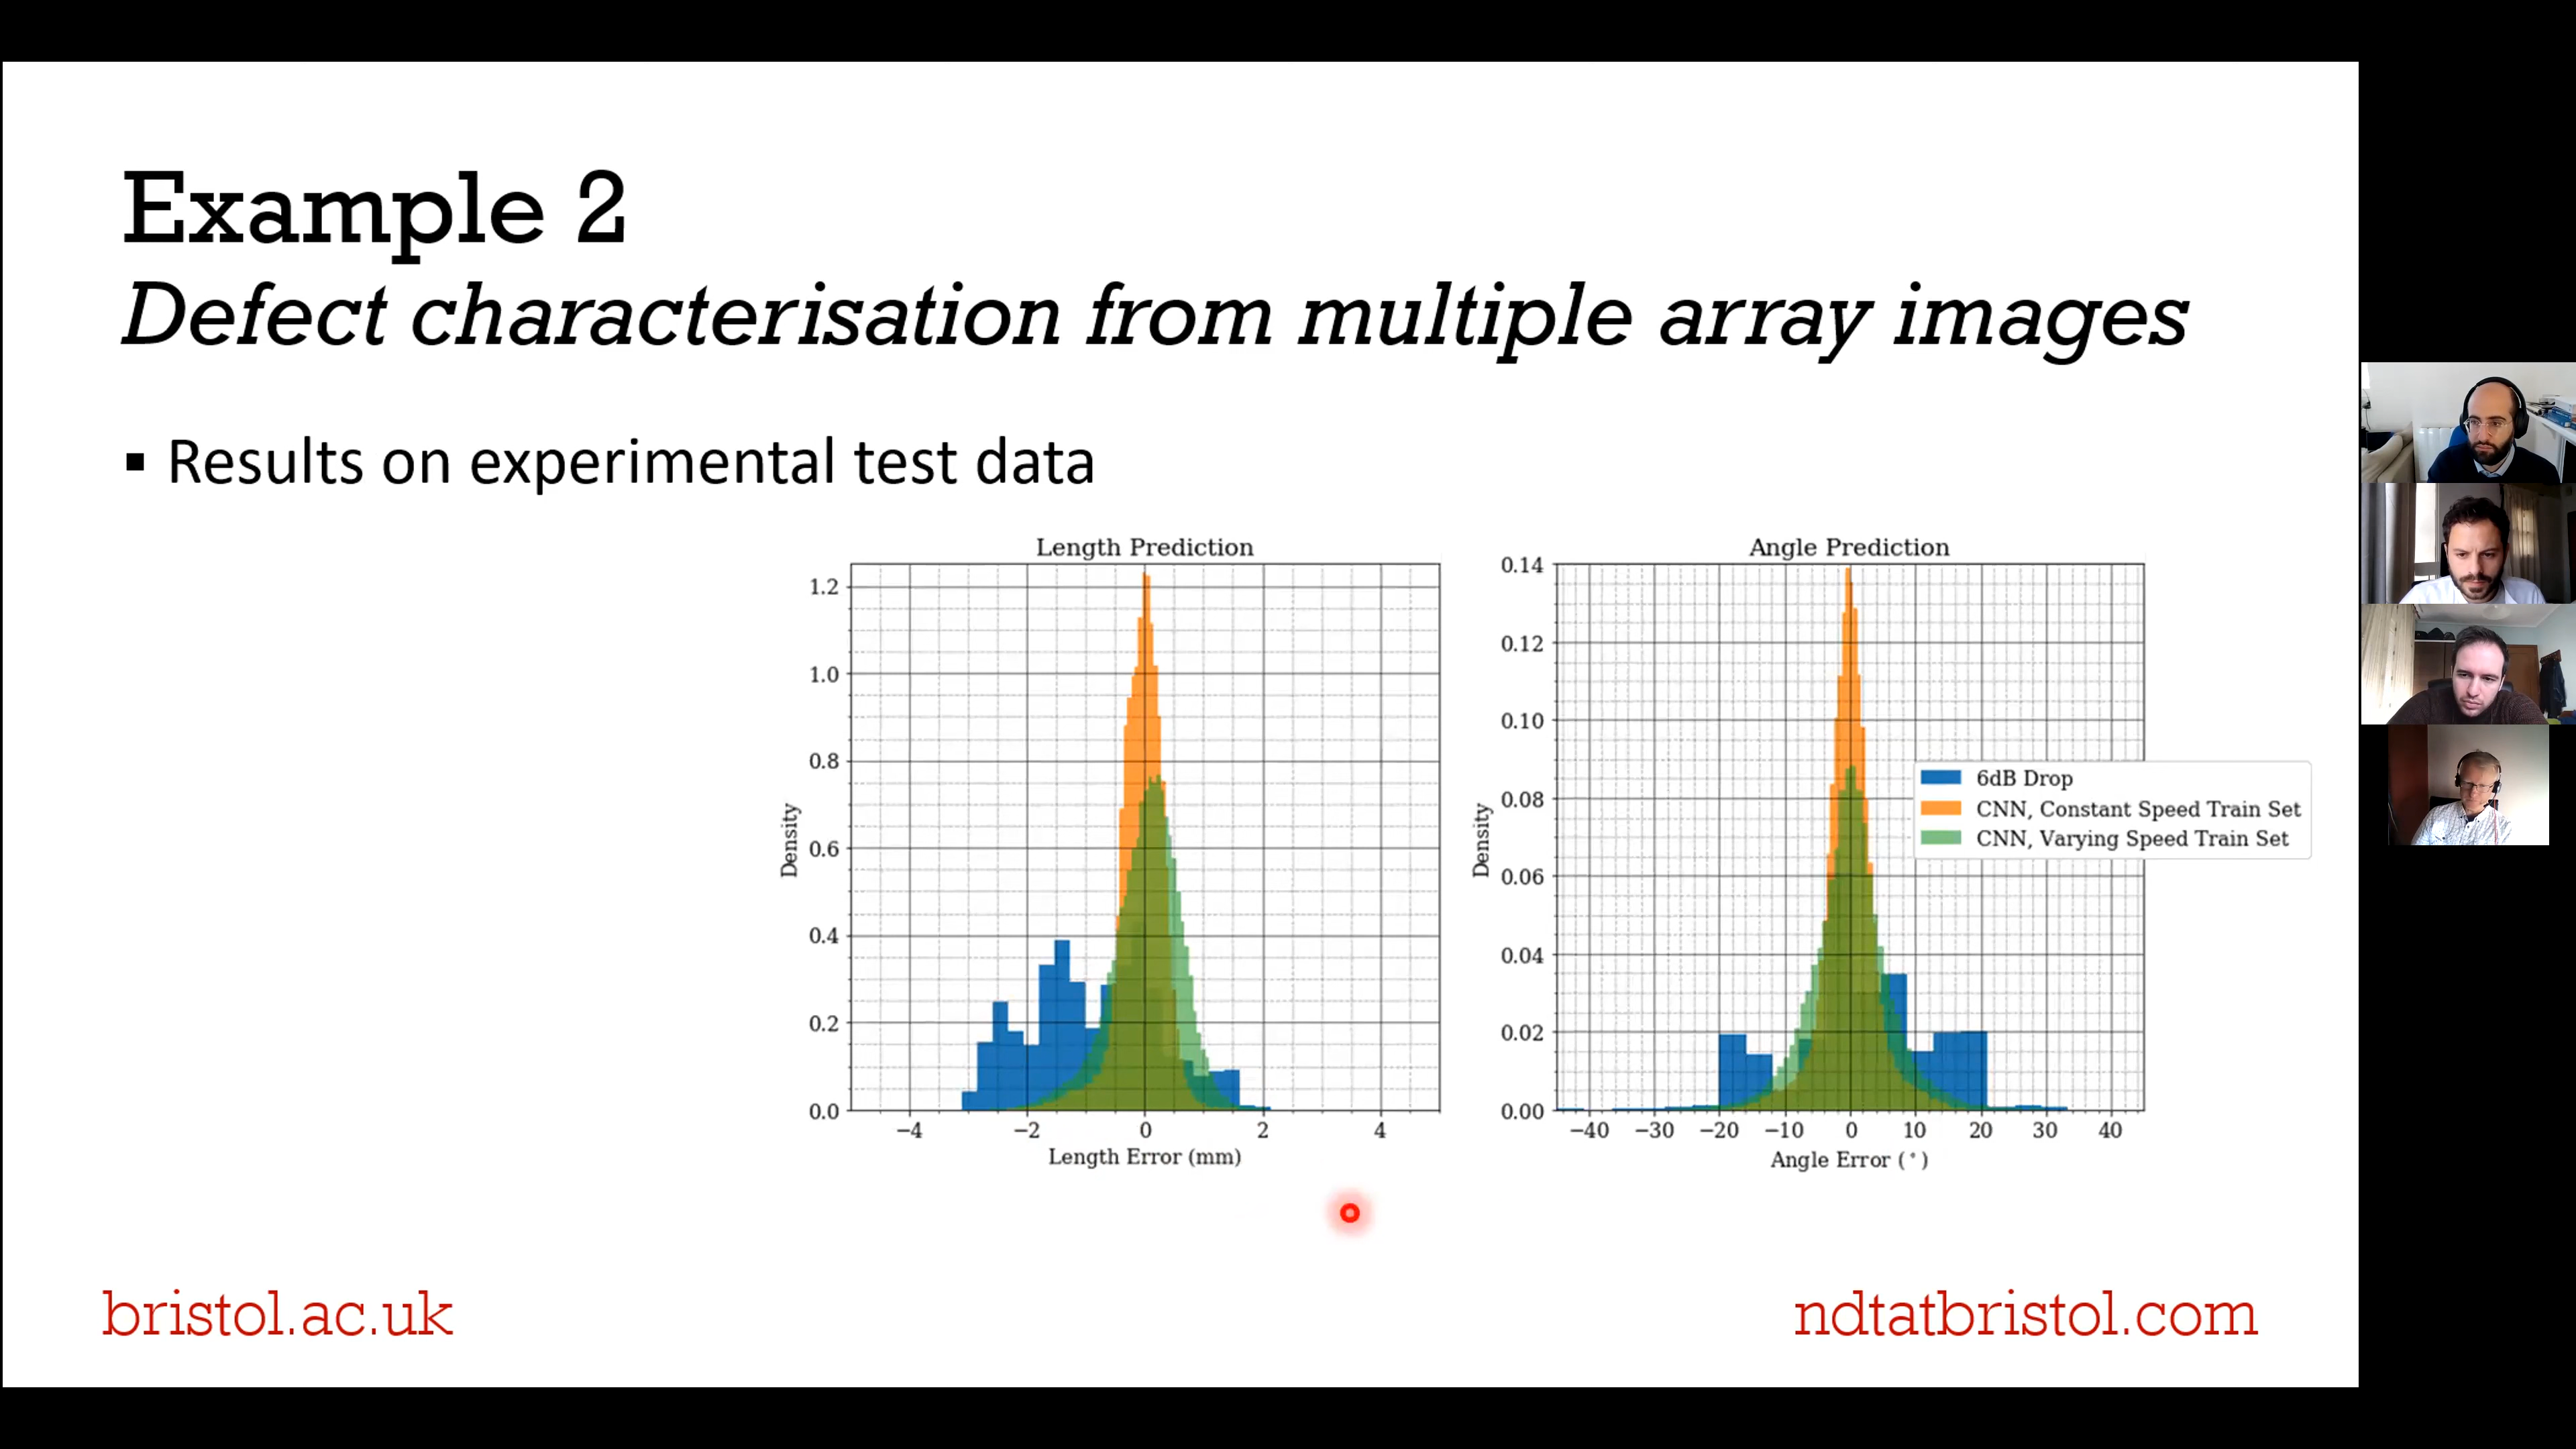 Example 2
Defect characterisation from multiple array images
▪ Results on experimental test data
Length Prediction
1.2
1.0
0.8
0.6
0.4
0.2
0.0
Density
−4 −2 0 2 4
Length Error (mm)
Angle Prediction
0.14
0.12
0.10
0.08
0.06
0.04
0.02
0.00
Density
−40 −30 −20 −10 0 10 20 30 40
Angle Error (°)
6dB Drop
CNN, Constant Speed Train Set
CNN, Varying Speed Train Set
bristol.ac.uk
ndtatbristol.com